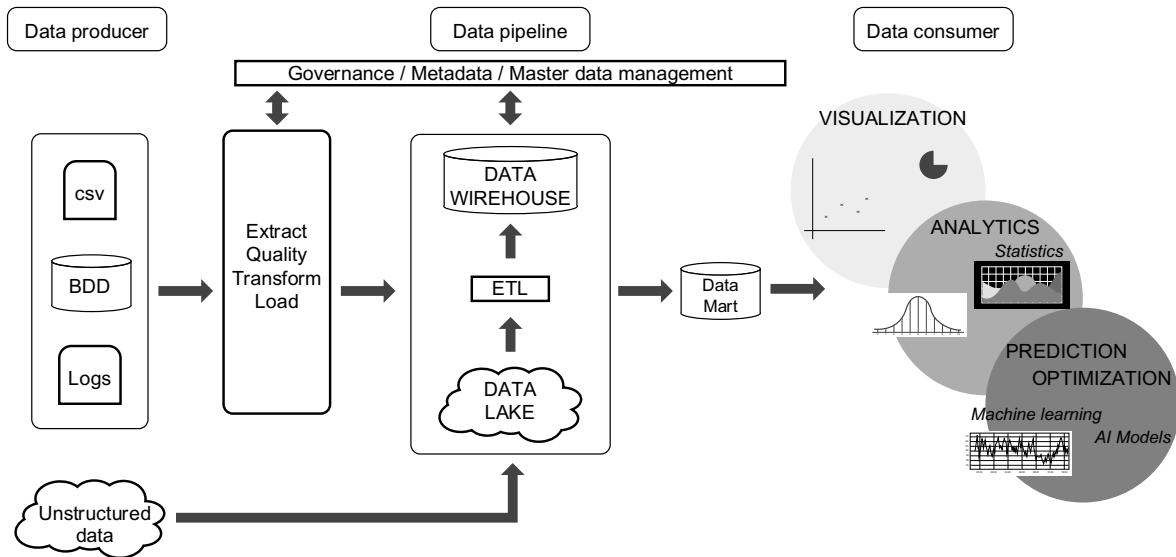 Data producer
Data pipeline
Data consumer
Governance / Metadata / Master data management
csv
BDD
Logs
Extract
Quality
Transform
Load
DATA
WIREHOUSE
ETL
DATA
LAKE
Data
Mart
VISUALIZATION
ANALYTICS
Statistics
PREDICTION
OPTIMIZATION
Machine learning
AI Models
Unstructured
data